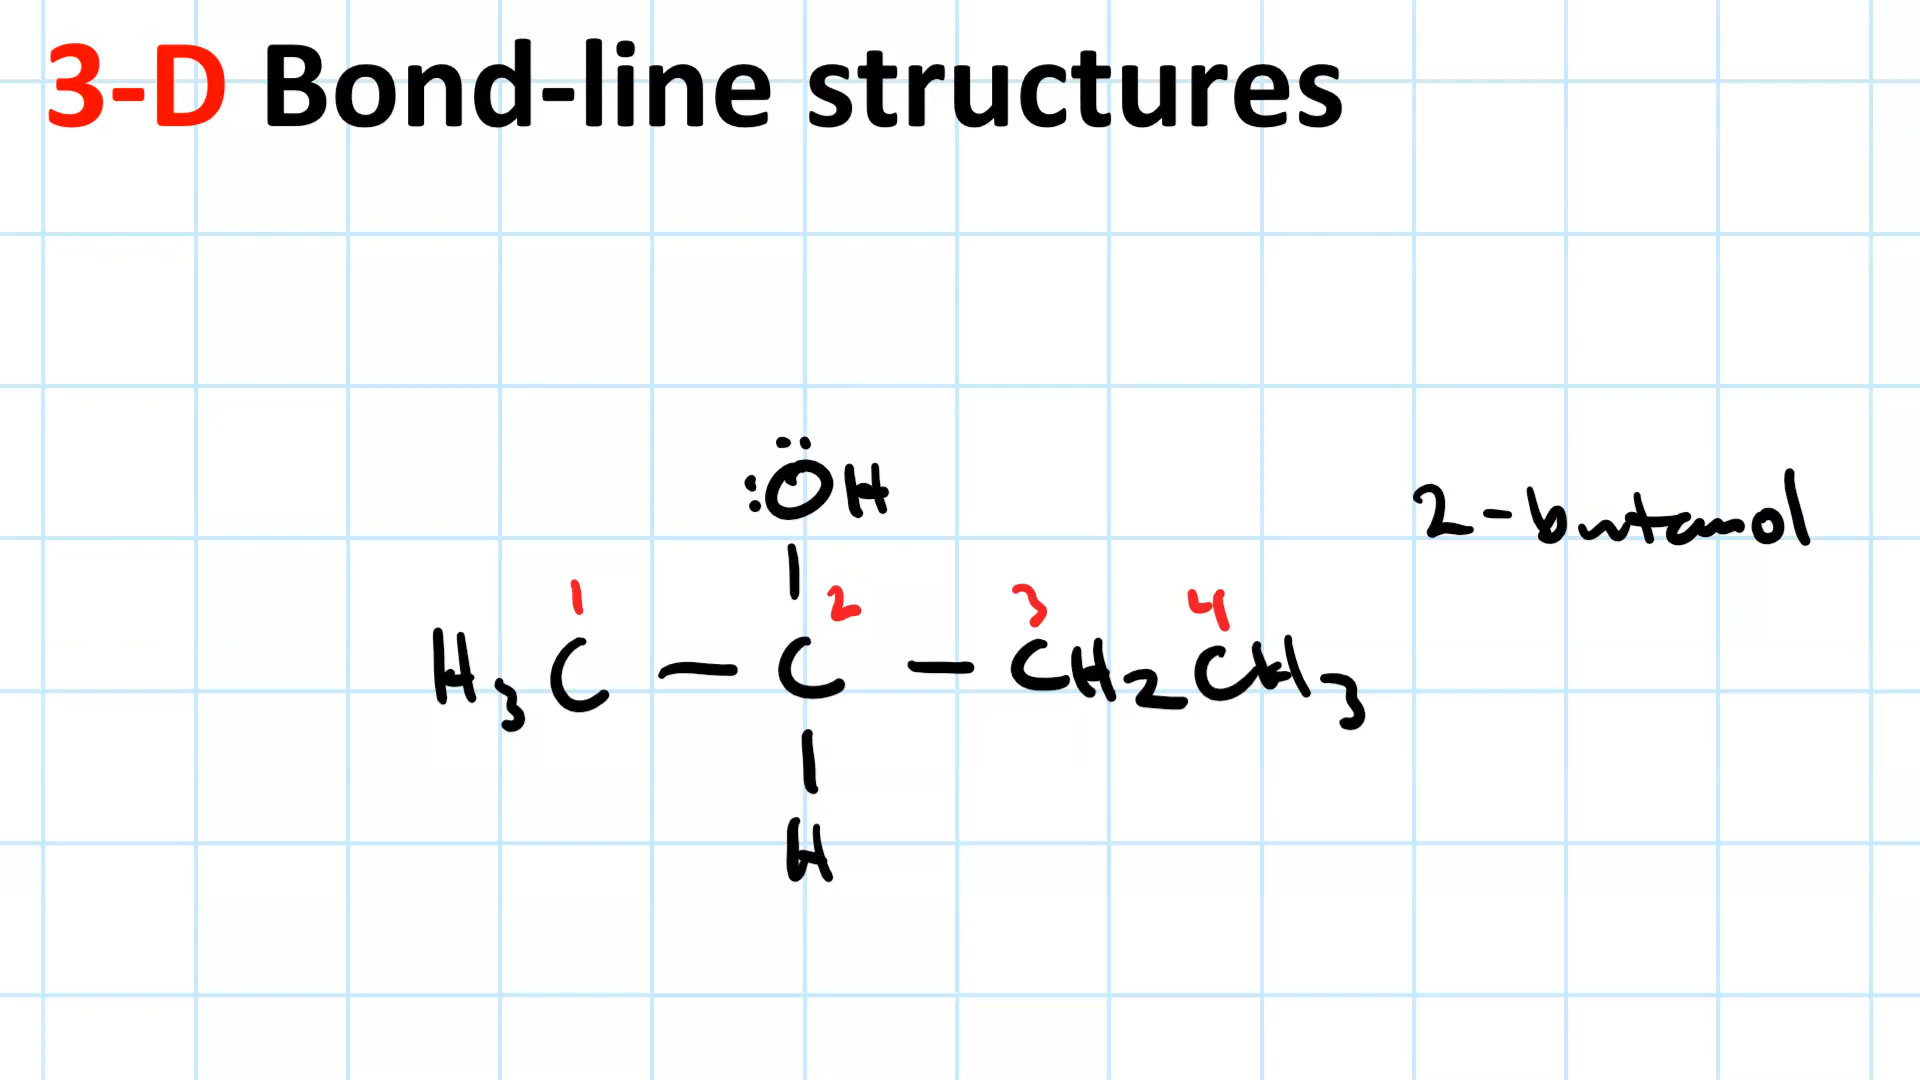 3-D Bond-line structures
:ÖH
2-butanol
1 2 3 4
H₃C — C — CH₂CH₃
H